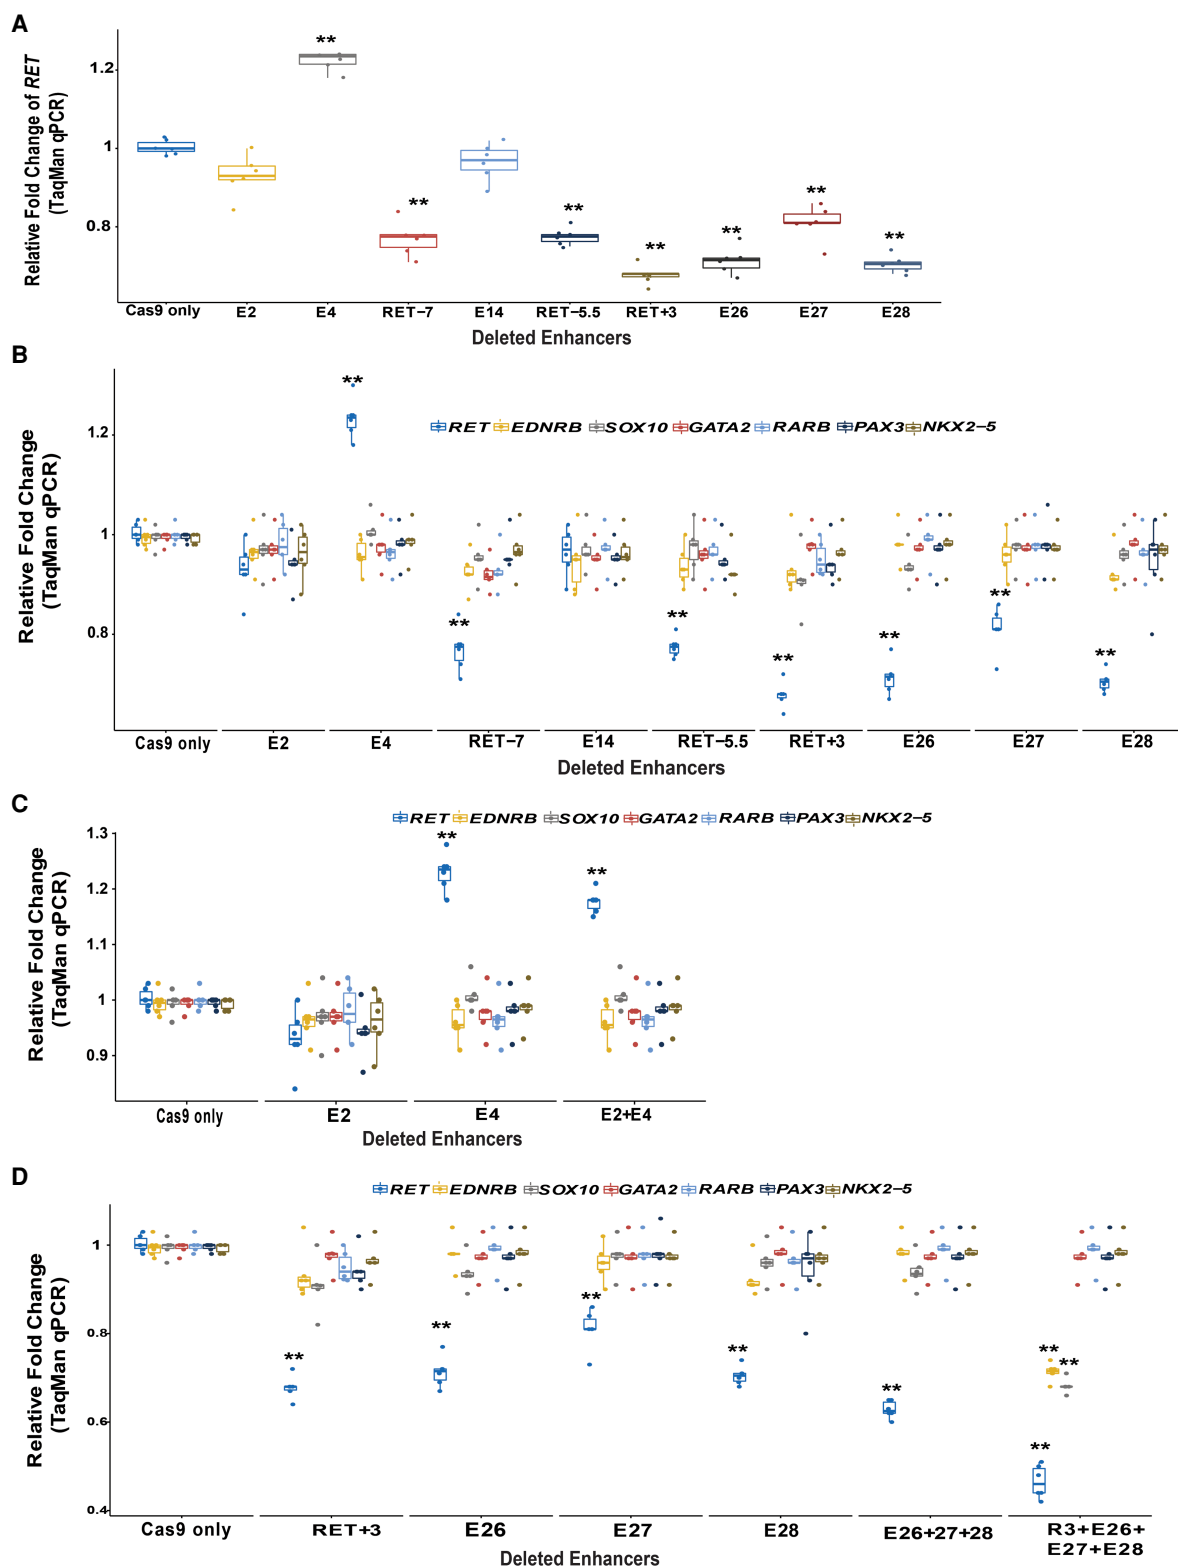 A
Relative Fold Change of RET
(TaqMan qPCR)
1.2
1
0.8
**
**
**
**
**
**
**
Cas9 only E2 E4 RET−7 E14 RET−5.5 RET+3 E26 E27 E28
Deleted Enhancers
B
Relative Fold Change
(TaqMan qPCR)
1.2
1
0.8
**
RET EDNRB SOX10 GATA2 RARB PAX3 NKX2−5
**
**
**
**
**
**
Cas9 only E2 E4 RET−7 E14 RET−5.5 RET+3 E26 E27 E28
Deleted Enhancers
C
RET EDNRB SOX10 GATA2 RARB PAX3 NKX2−5
Relative Fold Change
(TaqMan qPCR)
1.3
1.2
1.1
1
0.9
**
**
Cas9 only E2 E4 E2+E4
Deleted Enhancers
D
RET EDNRB SOX10 GATA2 RARB PAX3 NKX2−5
Relative Fold Change
(TaqMan qPCR)
1
0.8
0.6
0.4
**
**
**
**
**
**
**
**
Cas9 only RET+3 E26 E27 E28 E26+27+28 R3+E26+
E27+E28
Deleted Enhancers